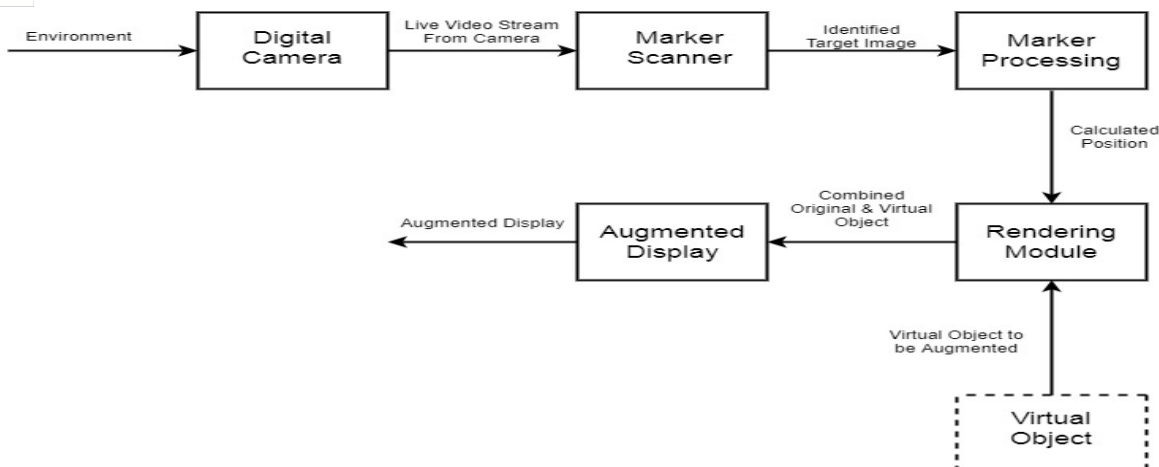 Environment
Digital
Camera
Live Video Stream
From Camera
Marker
Scanner
Identified
Target Image
Marker
Processing
Calculated
Position
Augmented Display
Augmented
Display
Combined
Original & Virtual
Object
Rendering
Module
Virtual Object to
be Augmented
Virtual
Object